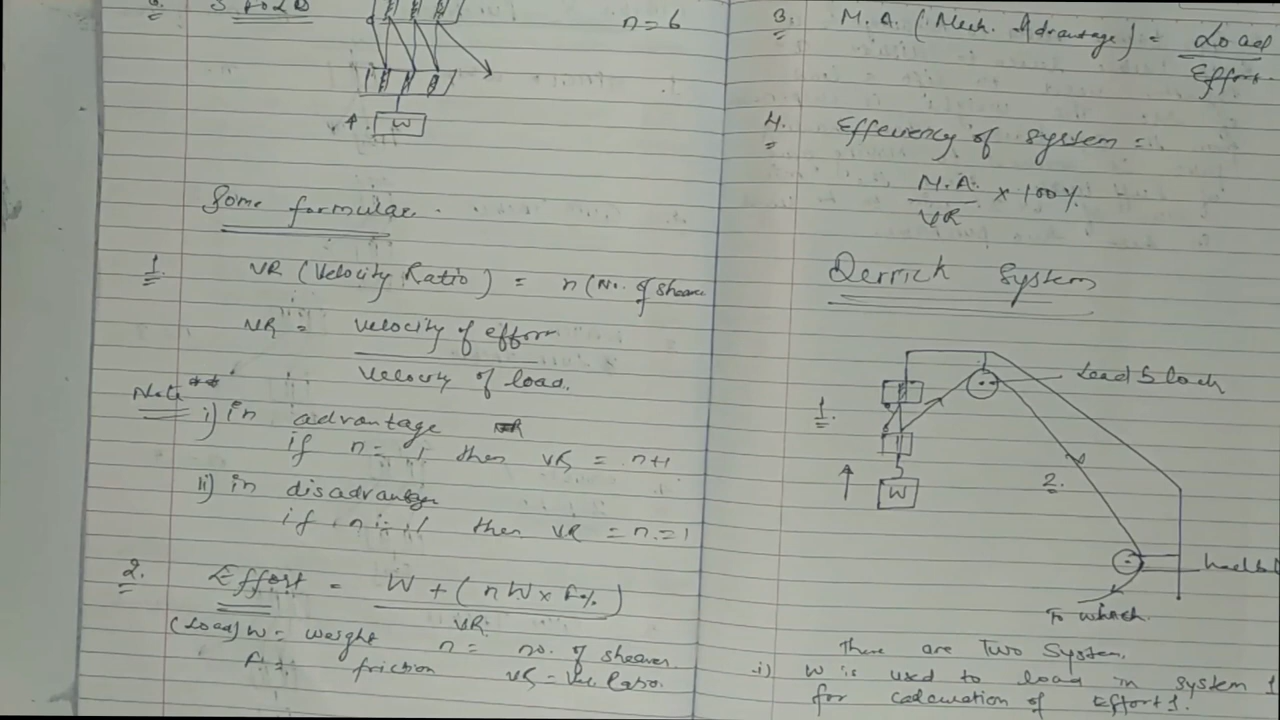 n = 6
W
Some formulae.
1. VR (Velocity Ratio) = n (No. of sheave
VR = velocity of effort
velocity of load.
Note **
i) in advantage
if n = 1 then VR = n+1
ii) in disadvantage
if n = 1 then VR = n = 1
2. Effort = W + (n W x F%)
VR
(Load) W = weight n = no. of sheaves
F = friction VR = Vel Ratio.
3. M.A. (Mech. Advantage) = Load
Effort
4. Effeciency of system =
M.A. x 100%
VR
Derrick System
Lead block
1.
2.
W
To which
There are Two System.
i) W is used to load in system 1
for calculation of Effort 1.